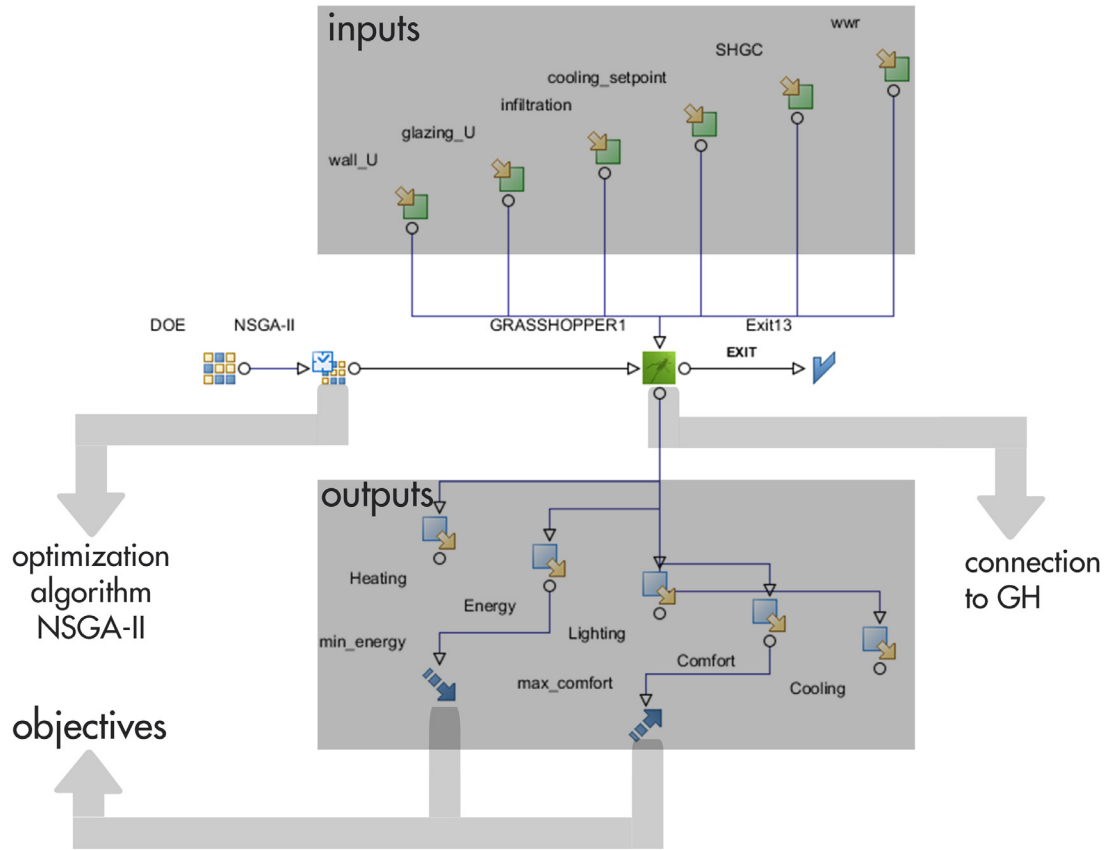 inputs
wwr
SHGC
cooling_setpoint
infiltration
glazing_U
wall_U
DOE
NSGA-II
GRASSHOPPER1
Exit13
EXIT
outputs
optimization
algorithm
NSGA-II
connection
to GH
Heating
Energy
Lighting
min_energy
Comfort
max_comfort
Cooling
objectives